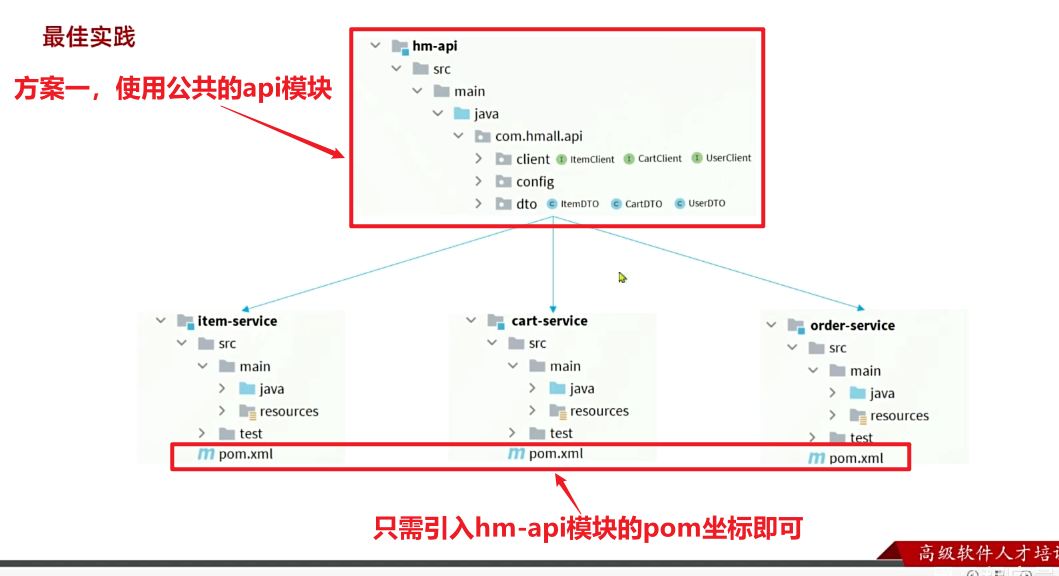 最佳实践
方案一，使用公共的api模块
hm-api
src
main
java
com.hmall.api
client ItemClient CartClient UserClient
config
dto ItemDTO CartDTO UserDTO
item-service
src
main
java
resources
test
pom.xml
cart-service
src
main
java
resources
test
pom.xml
order-service
src
main
java
resources
test
pom.xml
只需引入hm-api模块的pom坐标即可
高级软件人才培